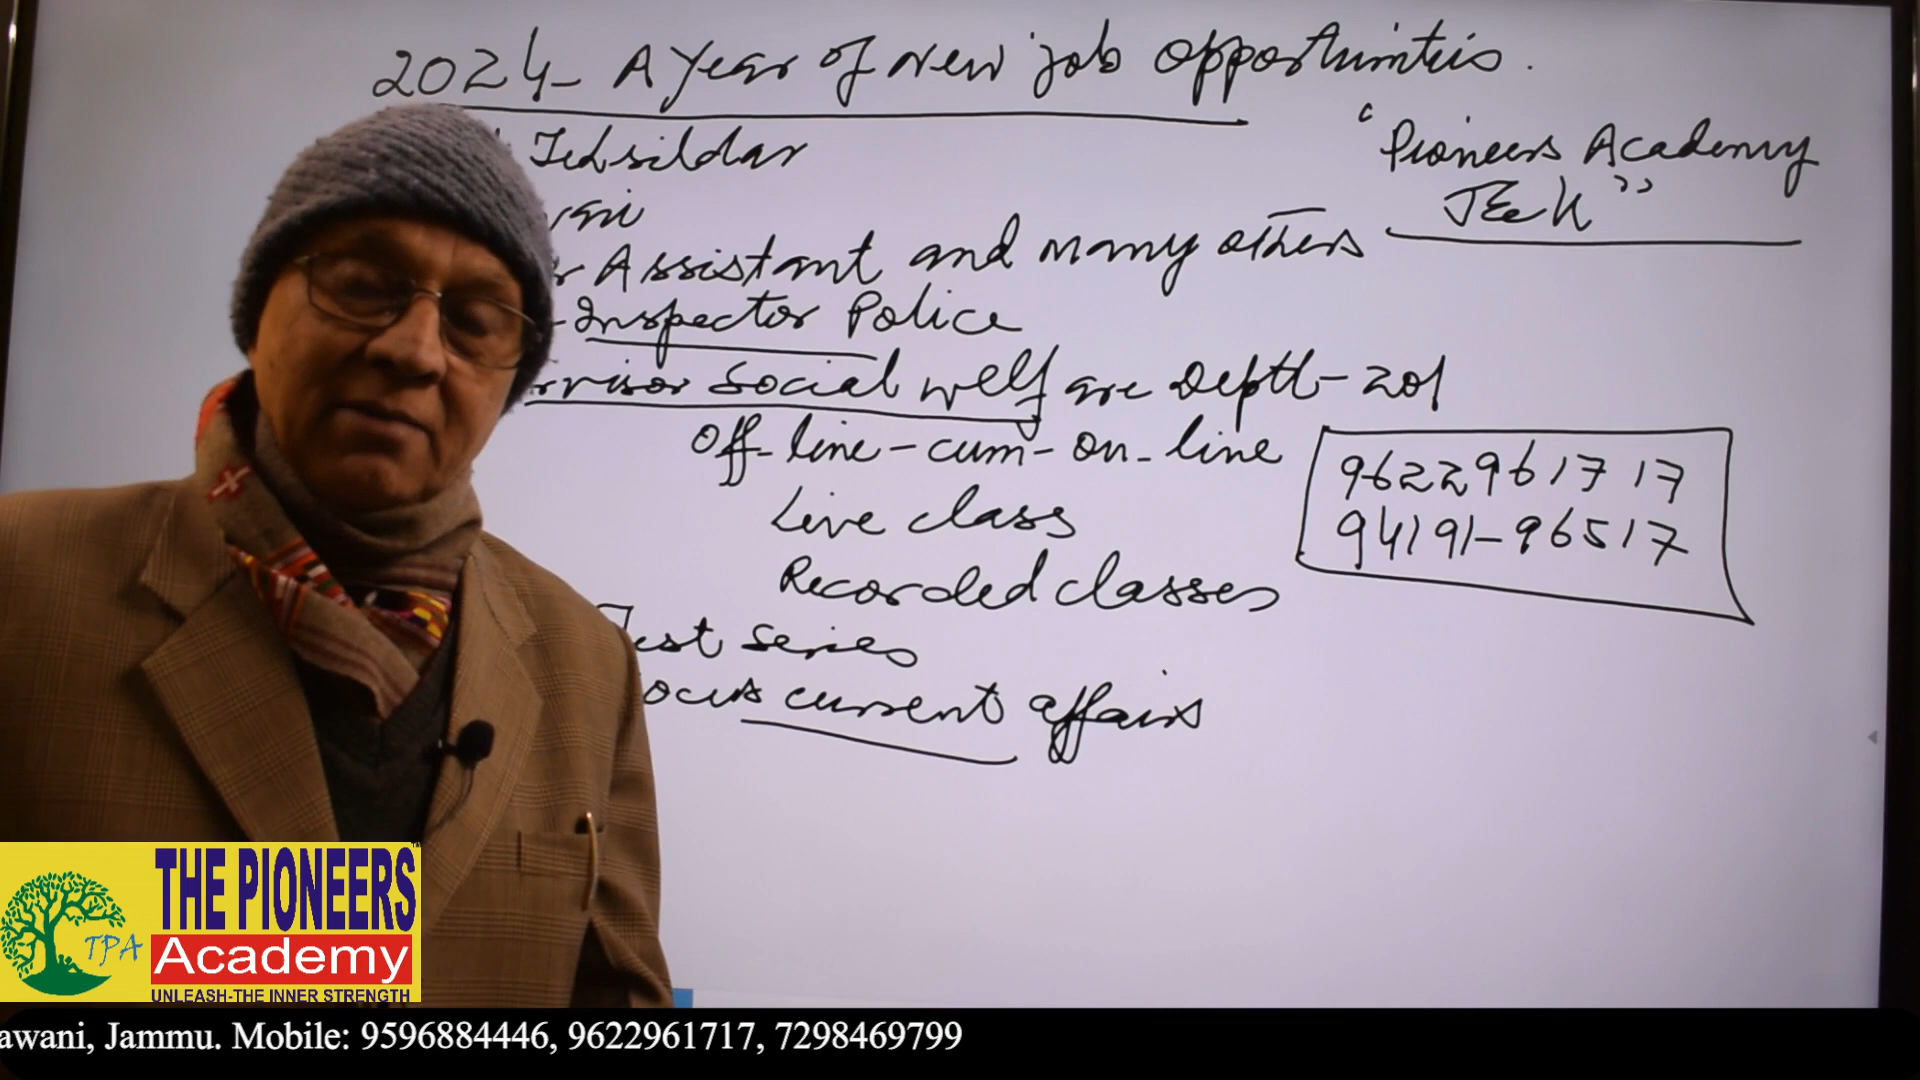 2024- A Year of New job opportunities.
Tehsildar
"Pioneers Academy
J&K"
Assistant and many others
-Inspector Police
rvisor Social welfare Deptt- 201
Off-line-cum-on-line
Live class
Recorded classes
Test series
ocus current affairs
9622961717
94191-96517
TPA
THE PIONEERS
Academy
UNLEASH-THE INNER STRENGTH
awani, Jammu. Mobile: 9596884446, 9622961717, 7298469799